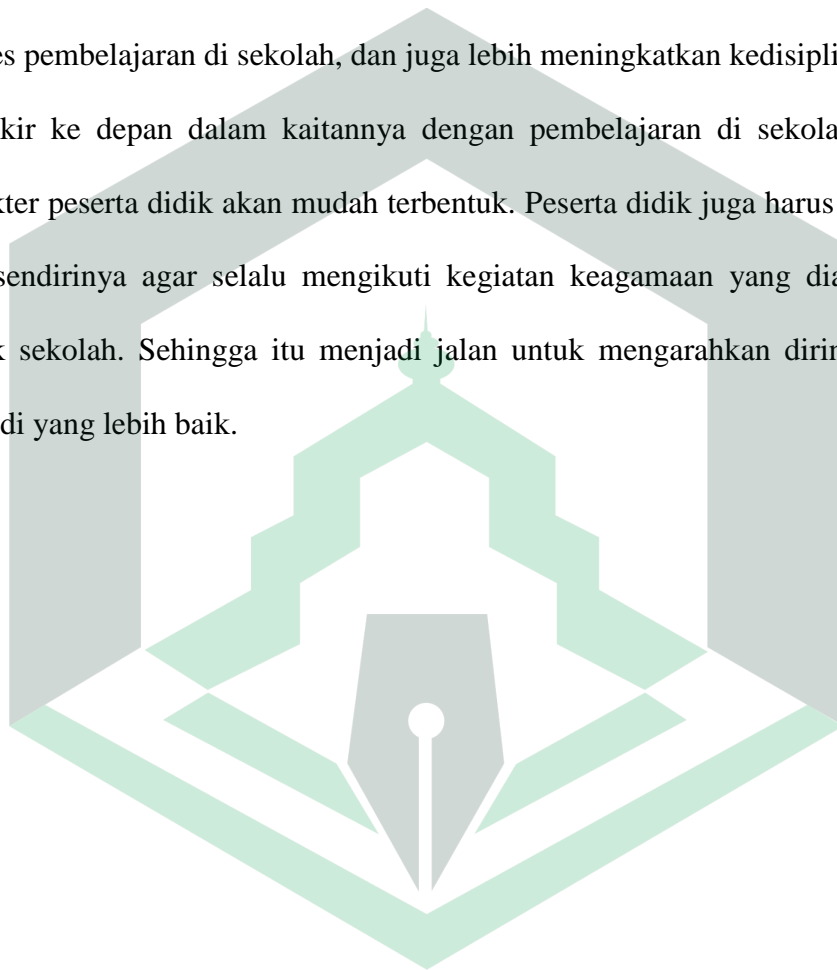 es pembelajaran di sekolah, dan juga lebih meningkatkan kedisipli
kir ke depan dalam kaitannya dengan pembelajaran di sekola
kter peserta didik akan mudah terbentuk. Peserta didik juga harus
sendirinya agar selalu mengikuti kegiatan keagamaan yang dia
k sekolah. Sehingga itu menjadi jalan untuk mengarahkan dirin
di yang lebih baik.